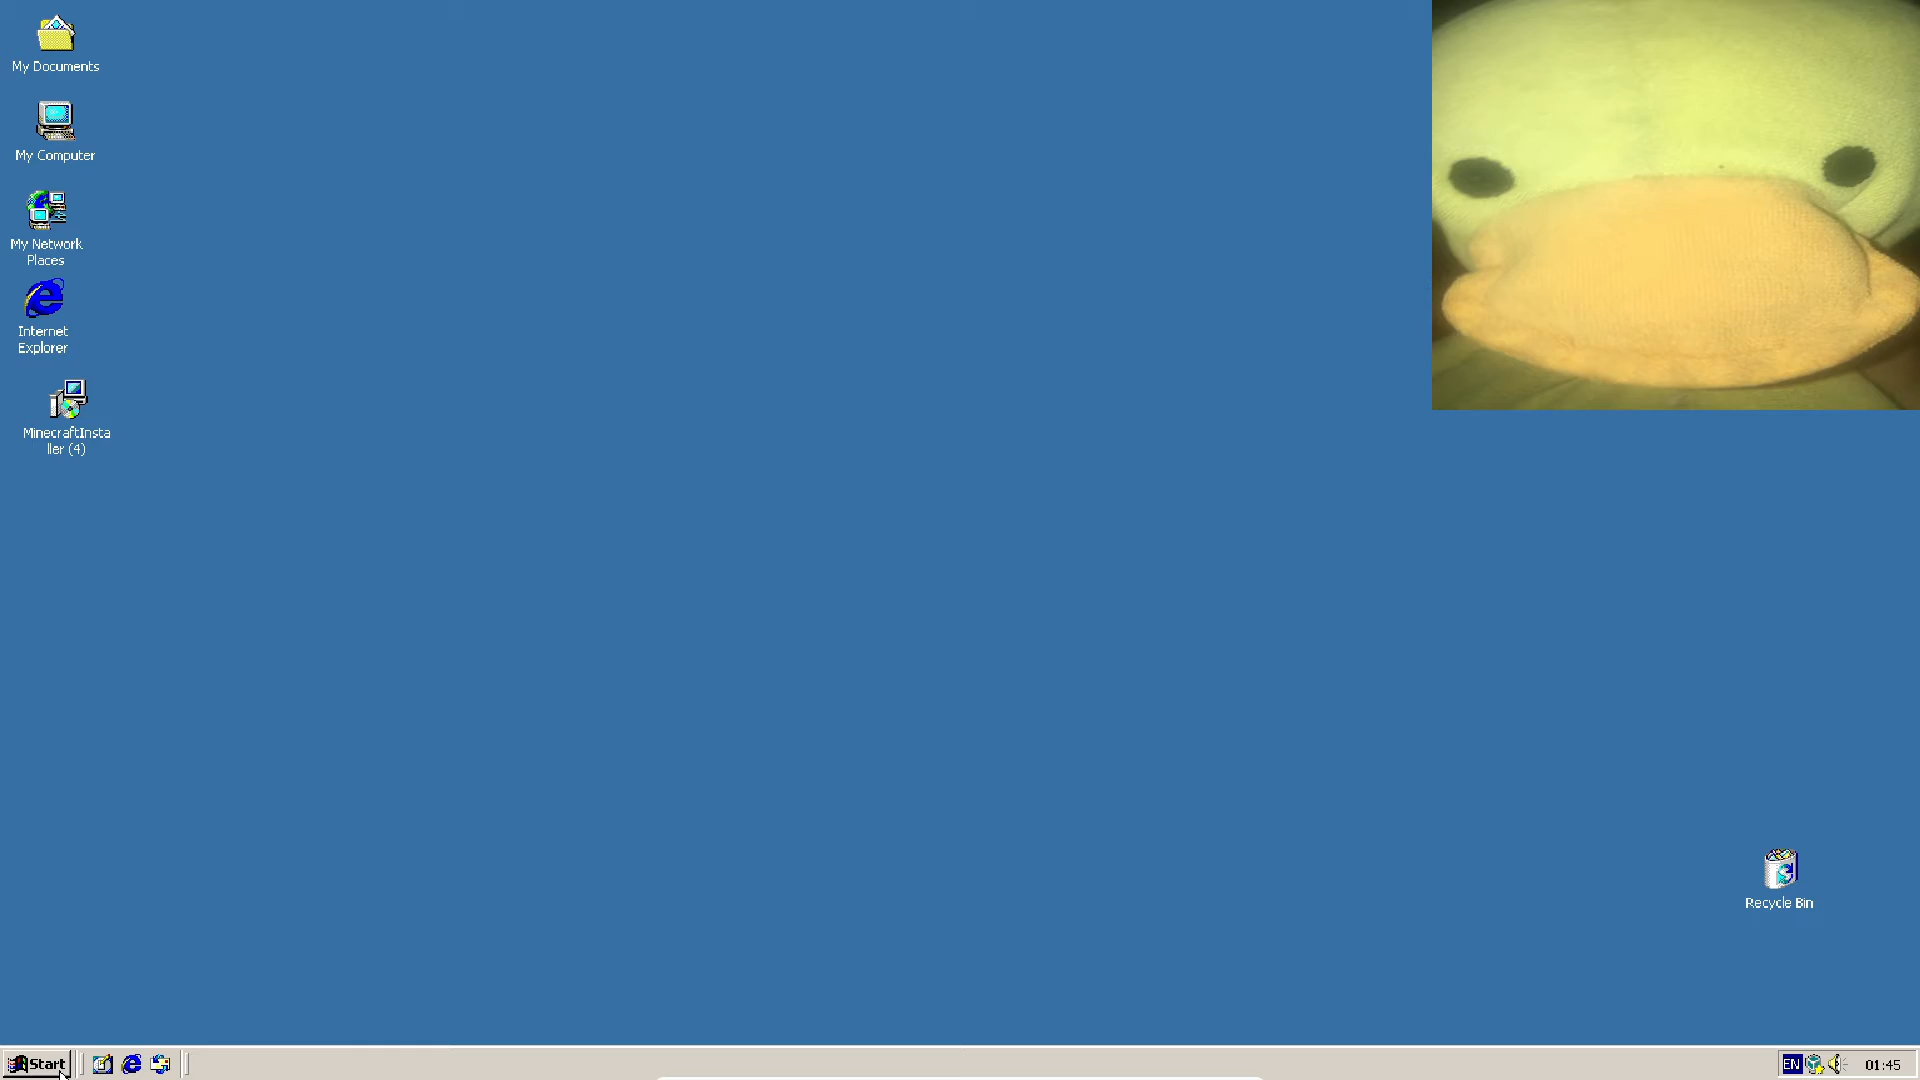 My Documents
My Computer
My Network
Places
Internet
Explorer
MinecraftInsta
ller (4)
Recycle Bin
Start
EN
01:45